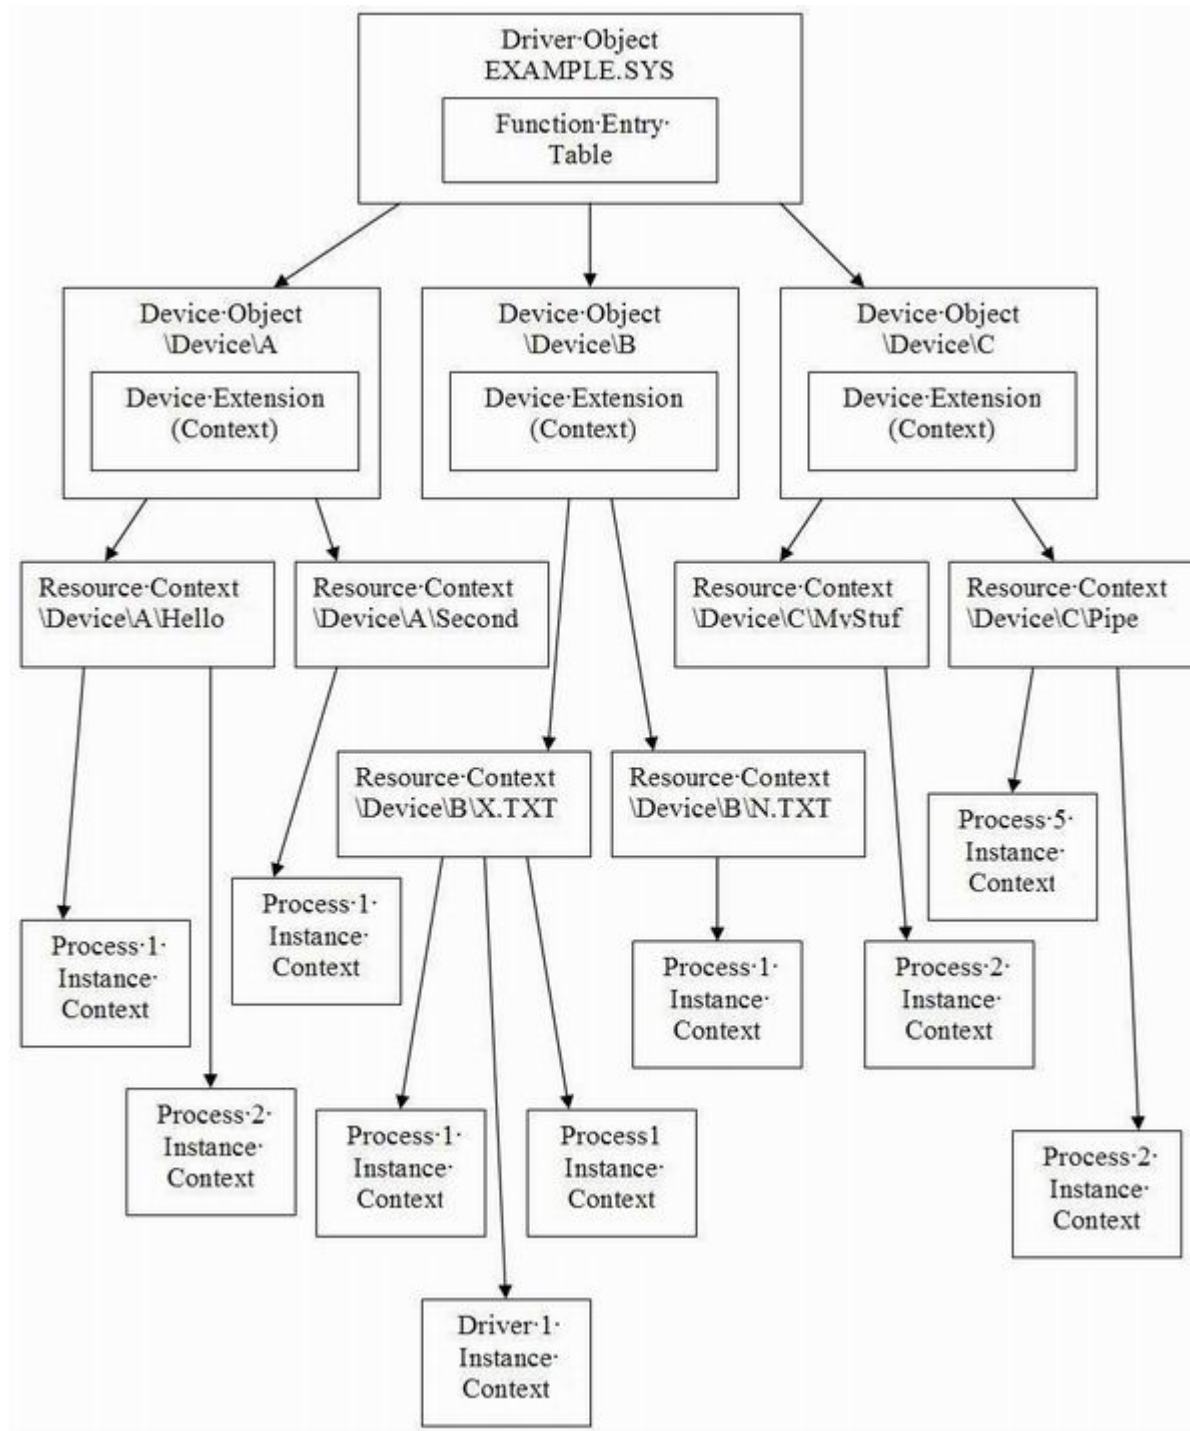 Driver·Object
EXAMPLE.SYS
Function·Entry·
Table
Device·Object
\Device\A
Device·Extension
(Context)
Device·Object
\Device\B
Device·Extension
(Context)
Device·Object
\Device\C
Device·Extension
(Context)
Resource·Context
\Device\A\Hello
Resource·Context
\Device\A\Second
Resource·Context
\Device\C\MyStuf
Resource·Context
\Device\C\Pipe
Resource·Context
\Device\B\X.TXT
Resource·Context
\Device\B\N.TXT
Process·5·
Instance·
Context
Process·1·
Instance·
Context
Process·1·
Instance·
Context
Process·1·
Instance·
Context
Process·2·
Instance·
Context
Process·2·
Instance·
Context
Process·1·
Instance·
Context
Process1
Instance·
Context
Process·2·
Instance·
Context
Driver·1·
Instance·
Context